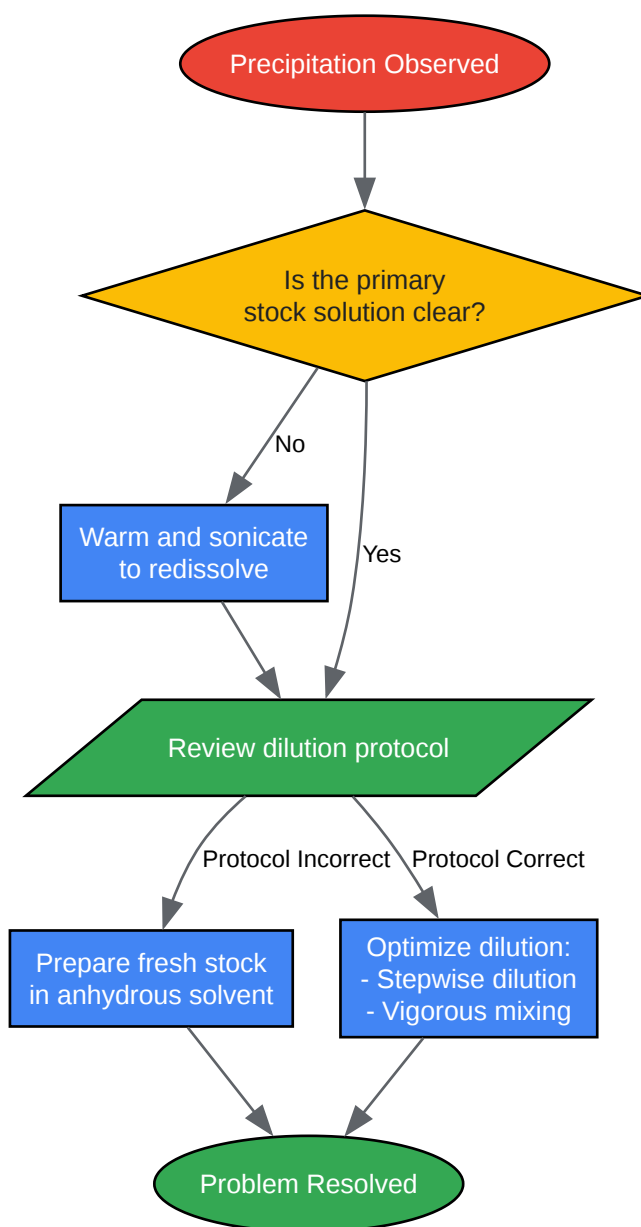 Precipitation Observed
Is the primary
stock solution clear?
No
Warm and sonicate
to redissolve
Yes
Review dilution protocol
Protocol Incorrect
Protocol Correct
Prepare fresh stock
in anhydrous solvent
Optimize dilution:
- Stepwise dilution
- Vigorous mixing
Problem Resolved